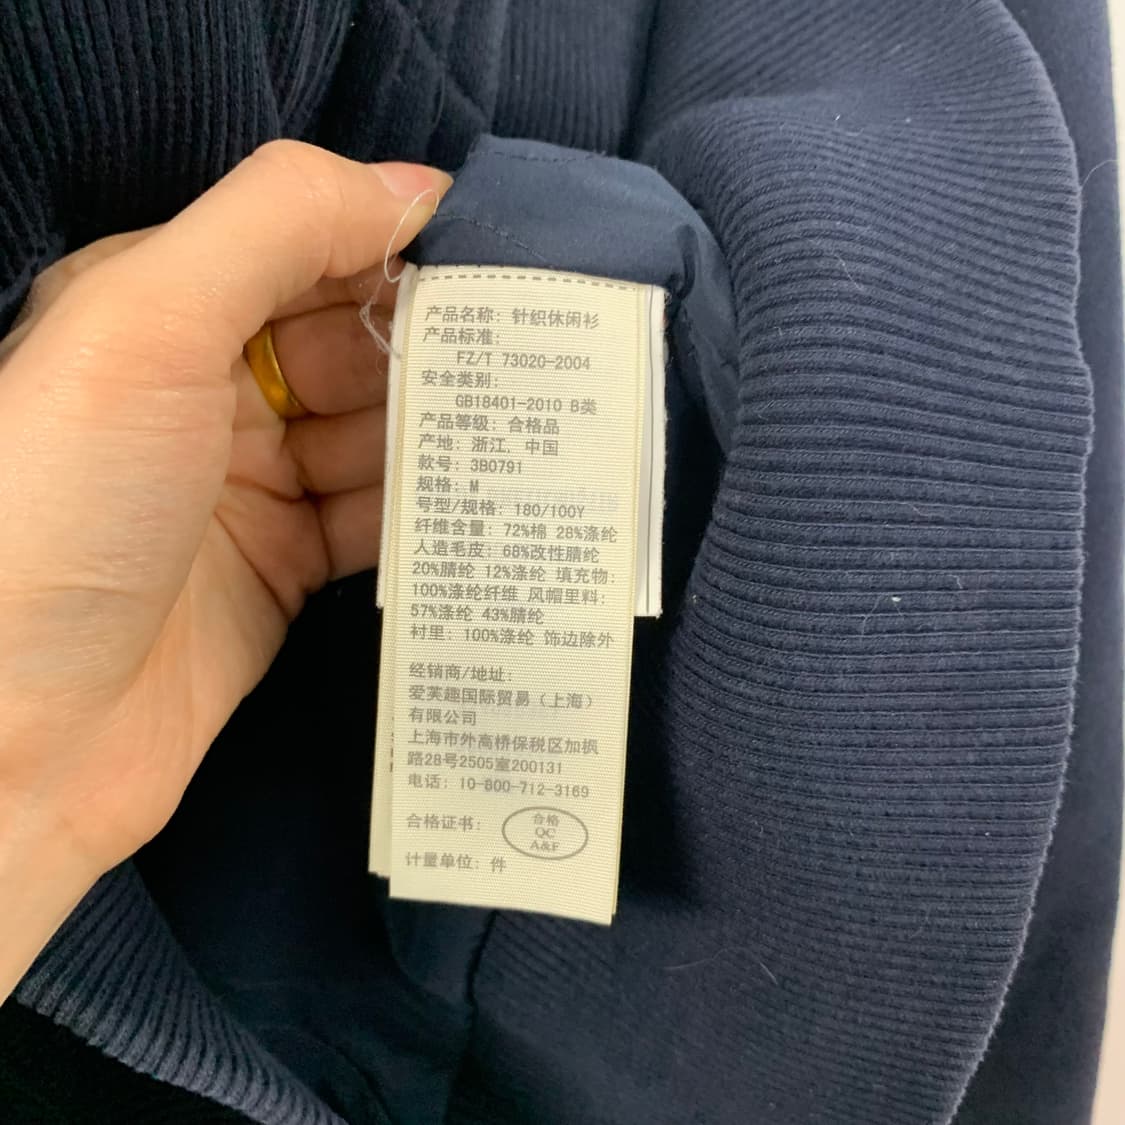 产品名称: 针织休闲衫
产品标准:
FZ/T 73020-2004
安全类别:
GB18401-2010 B类
产品等级: 合格品
产地: 浙江, 中国
款号: 3B0791
规格: M
号型/规格: 180/100Y
纤维含量: 72%棉 28%涤纶
人造毛皮: 68%改性腈纶
20%腈纶 12%涤纶 填充物:
100%涤纶纤维 风帽里料:
57%涤纶 43%腈纶
衬里: 100%涤纶 饰边除外
经销商/地址:
爱芙趣国际贸易（上海）
有限公司
上海市外高桥保税区加枫
路28号2505室200131
电话: 10-800-712-3169
合格证书:
合格
QC
A&F
计量单位: 件